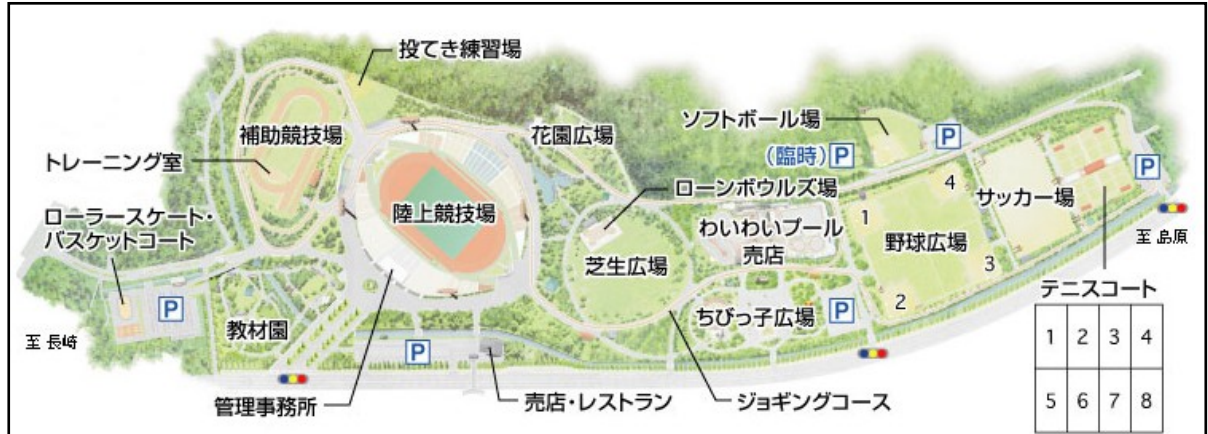 投てき練習場
補助競技場
トレーニング室
ローラースケート・
バスケットコート
花園広場
ソフトボール場
(臨時)P
P
ローンボウルズ場
陸上競技場
わいわいプール
売店
芝生広場
4
1
野球広場
3
2
サッカー場
P
至 島原
テニスコート
1 2 3 4
5 6 7 8
P
教材園
至 長崎
P
ちびっ子広場
P
管理事務所
売店・レストラン
ジョギングコース